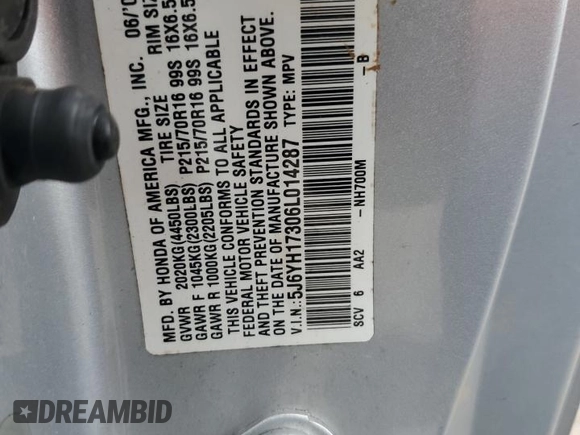 MFD. BY HONDA OF AMERICA MFG., INC. 06/
GVWR 2020KG(4450LBS) TIRE SIZE RIM SIZE
GAWR F 1045KG(2300LBS) P215/70R16 99S 16X6.5
GAWR R 1000KG(2205LBS) P215/70R16 99S 16X6.5
THIS VEHICLE CONFORMS TO ALL APPLICABLE
FEDERAL MOTOR VEHICLE SAFETY
AND THEFT PREVENTION STANDARDS IN EFFECT
ON THE DATE OF MANUFACTURE SHOWN ABOVE.
V.I.N.: 5J6YH17306L014287 TYPE: MPV
SCV 6 AA2 -NH700M -B
DREAMBID